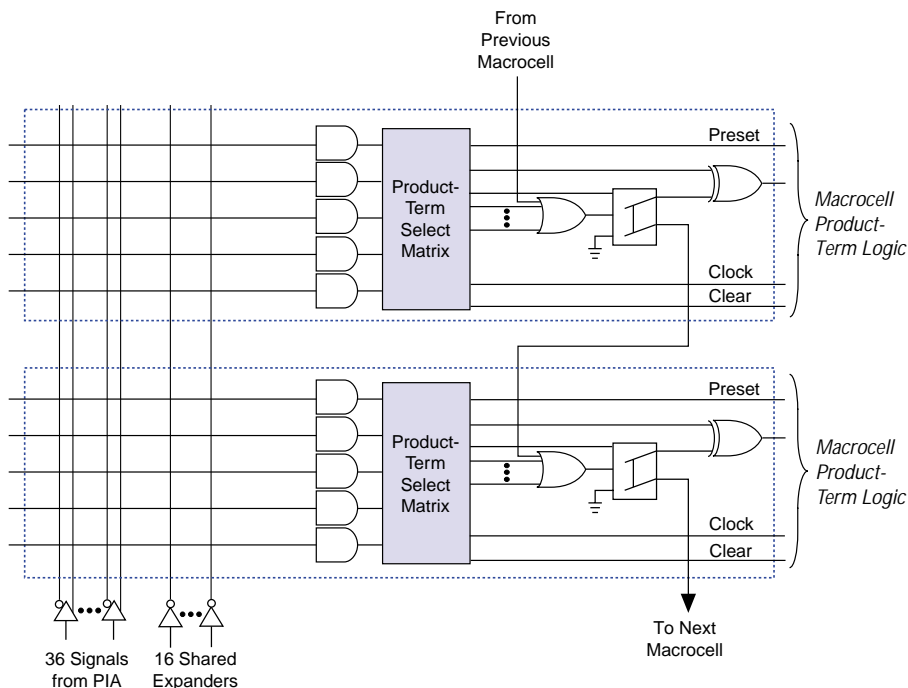 From
Previous
Macrocell
Preset
Product-
Term
Select
Matrix
Macrocell
Product-
Term Logic
Clock
Clear
Preset
Product-
Term
Select
Matrix
Macrocell
Product-
Term Logic
Clock
Clear
36 Signals
from PIA
16 Shared
Expanders
To Next
Macrocell